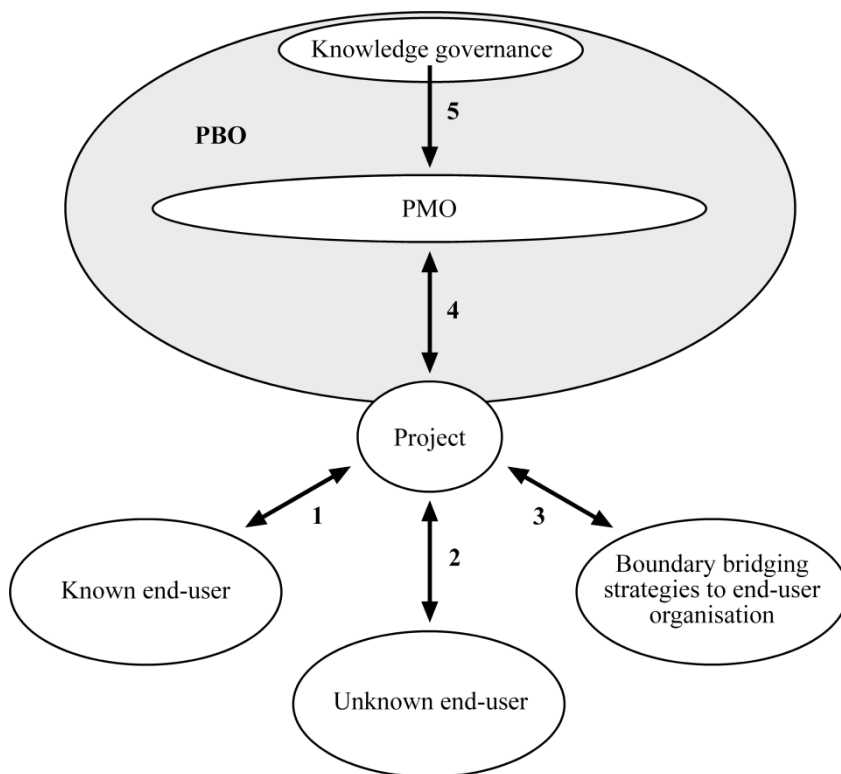 Knowledge governance
5
PBO
PMO
4
Project
1
3
2
Known end-user
Boundary bridging
strategies to end-user
organisation
Unknown end-user